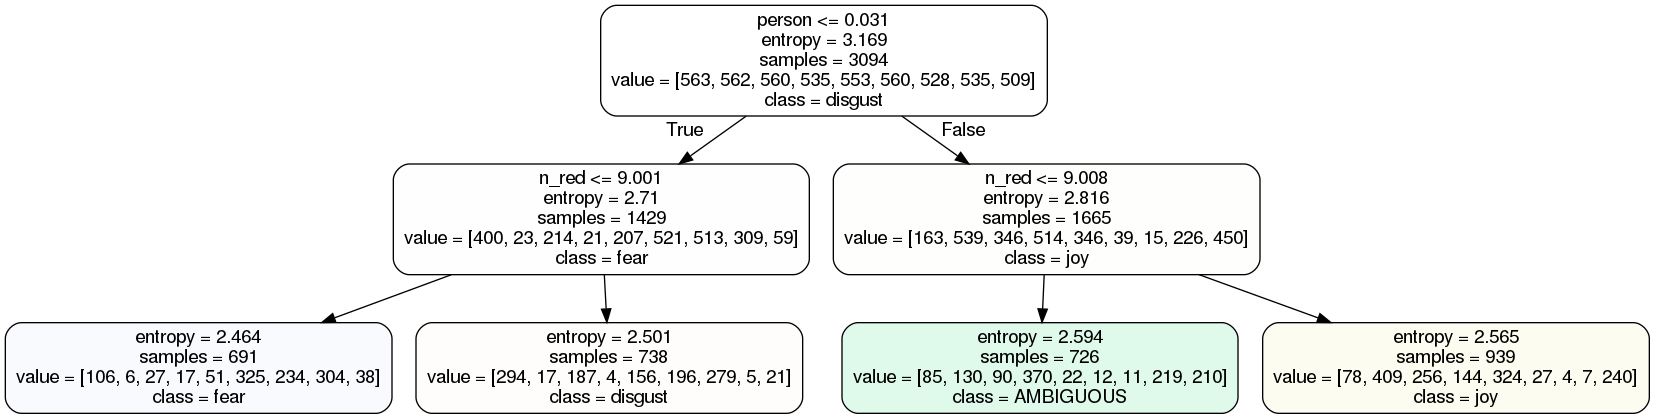 person <= 0.031
entropy = 3.169
samples = 3094
value = [563, 562, 560, 535, 553, 560, 528, 535, 509]
class = disgust
True
False
n_red <= 9.001
entropy = 2.71
samples = 1429
value = [400, 23, 214, 21, 207, 521, 513, 309, 59]
class = fear
n_red <= 9.008
entropy = 2.816
samples = 1665
value = [163, 539, 346, 514, 346, 39, 15, 226, 450]
class = joy
entropy = 2.464
samples = 691
value = [106, 6, 27, 17, 51, 325, 234, 304, 38]
class = fear
entropy = 2.501
samples = 738
value = [294, 17, 187, 4, 156, 196, 279, 5, 21]
class = disgust
entropy = 2.594
samples = 726
value = [85, 130, 90, 370, 22, 12, 11, 219, 210]
class = AMBIGUOUS
entropy = 2.565
samples = 939
value = [78, 409, 256, 144, 324, 27, 4, 7, 240]
class = joy